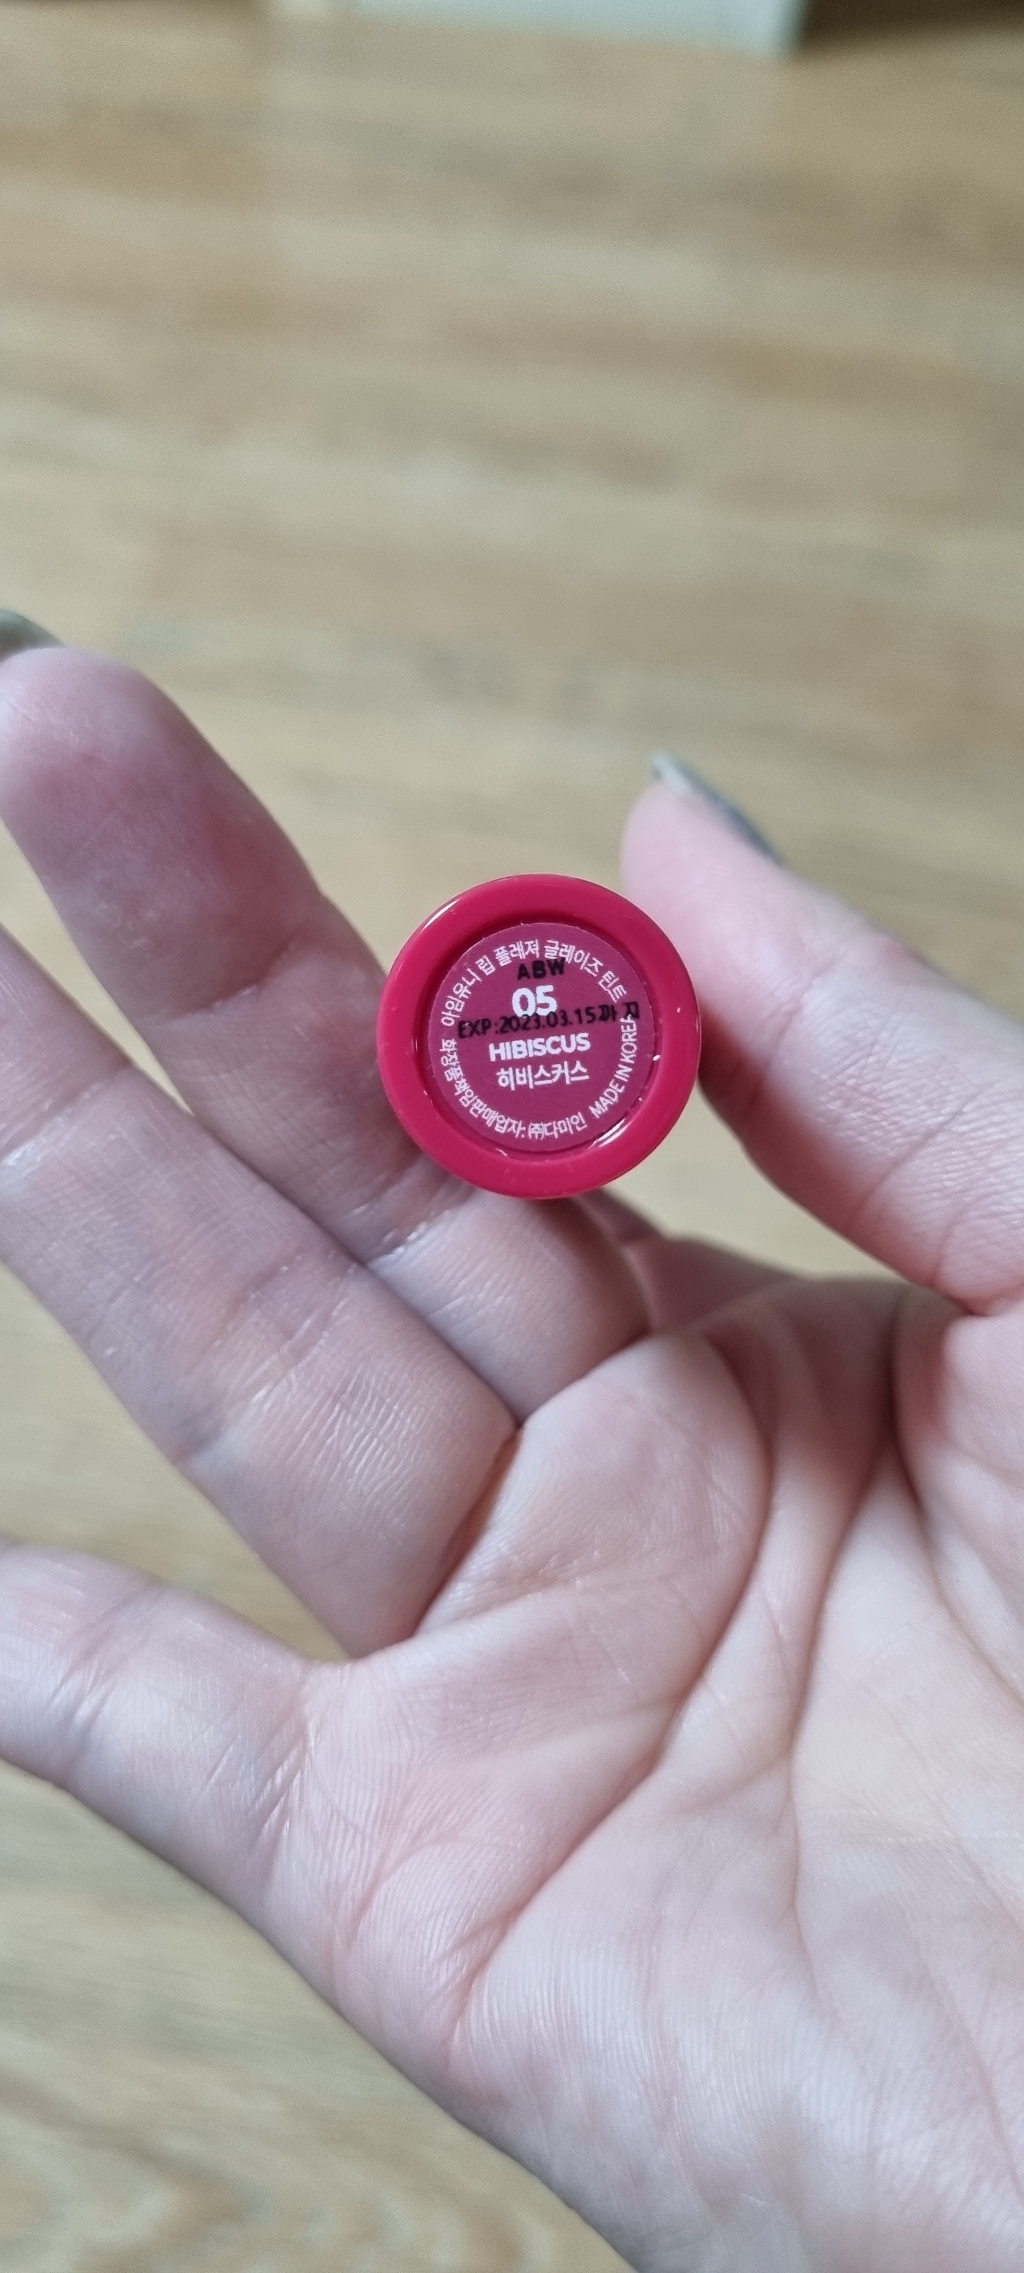 아임유니 립 플레져 글레이즈 틴트
ABW
05
EXP:2023.03.15까지
HIBISCUS
히비스커스
화장품책임판매업자: ㈜다미인 MADE IN KOREA